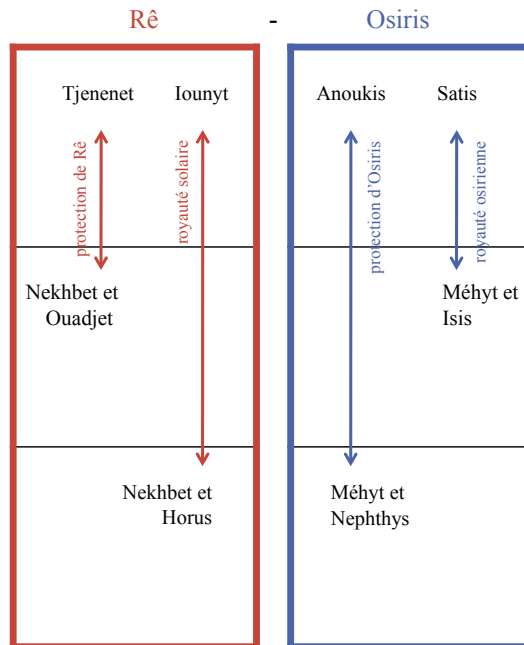 Rê - Osiris
Tjenenet Iounyt Anoukis Satis
protection de Rê
royauté solaire
protection d'Osiris
royauté osirienne
Nekhbet et
Ouadjet
Méhyt et
Isis
Nekhbet et
Horus
Méhyt et
Nephthys